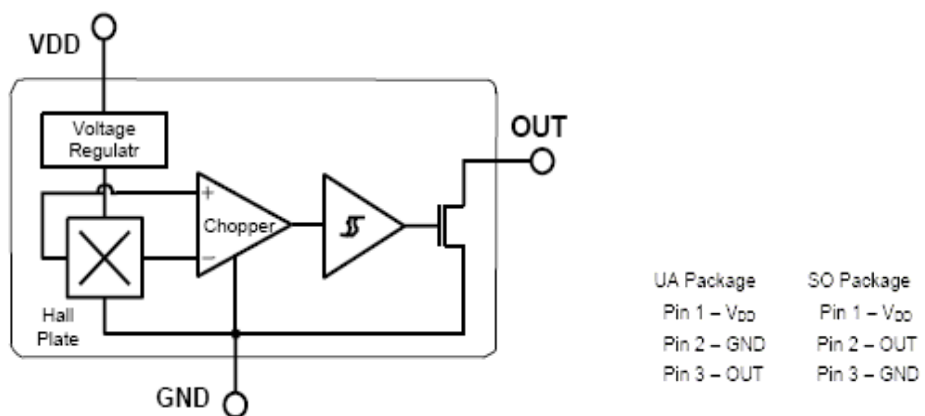 VDD
Voltage
Regulatr
OUT
+
Chopper
−
Hall
Plate
GND
UA Package SO Package
Pin 1 – VDD Pin 1 – VDD
Pin 2 – GND Pin 2 – OUT
Pin 3 – OUT Pin 3 – GND